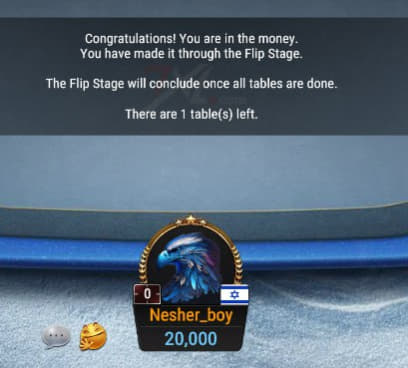 Congratulations! You are in the money.
You have made it through the Flip Stage.
The Flip Stage will conclude once all tables are done.
There are 1 table(s) left.
0
Nesher_boy
20,000